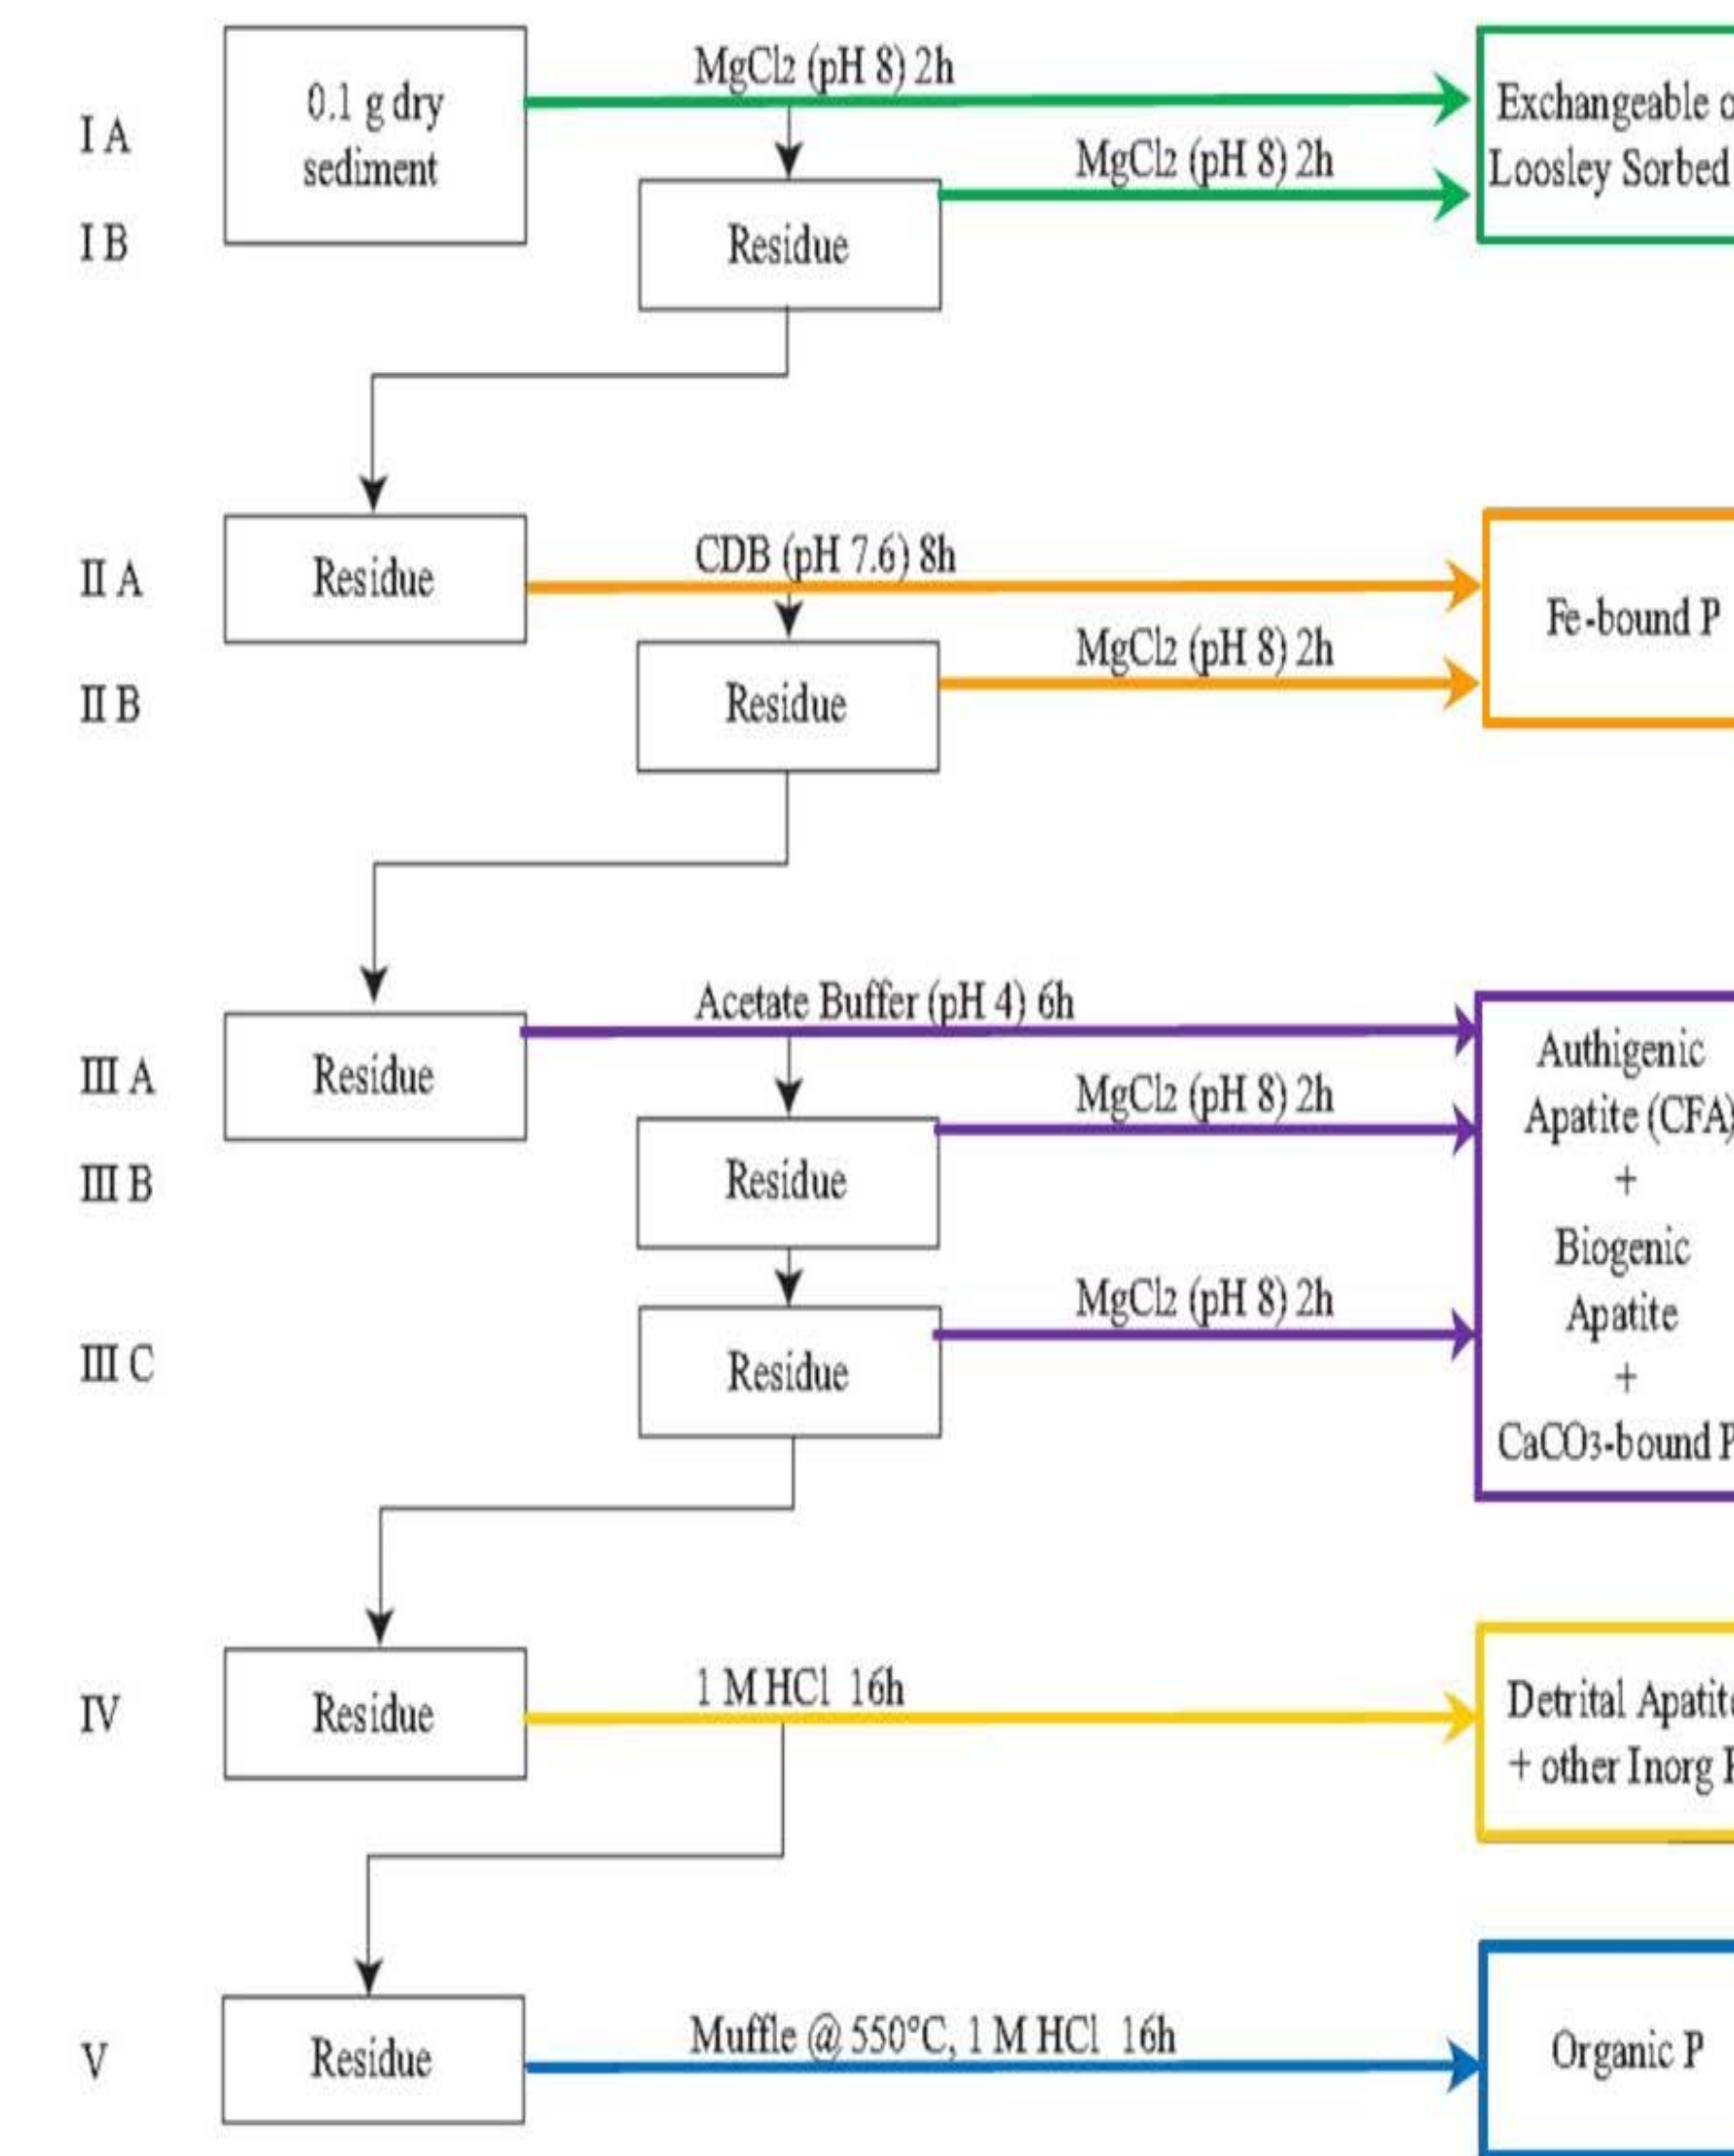 I A
0.1 g dry
sediment
MgCl2 (pH 8) 2h
Exchangeable
Loosley Sorbed
I B
Residue
MgCl2 (pH 8) 2h
II A
Residue
CDB (pH 7.6) 8h
Fe-bound P
II B
Residue
MgCl2 (pH 8) 2h
III A
Residue
Acetate Buffer (pH 4) 6h
Authigenic
Apatite (CFA)
+
Biogenic
Apatite
+
CaCO3-bound P
III B
Residue
MgCl2 (pH 8) 2h
III C
Residue
MgCl2 (pH 8) 2h
IV
Residue
1 M HCl 16h
Detrital Apatite
+ other Inorg P
V
Residue
Muffle @ 550°C, 1 M HCl 16h
Organic P